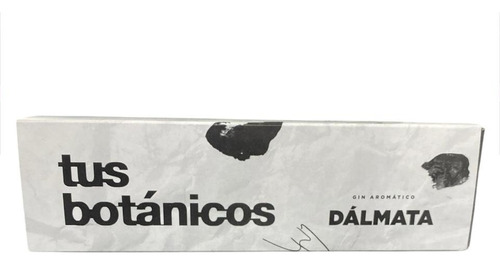 tus
botánicos
GIN AROMÁTICO
DÁLMATA